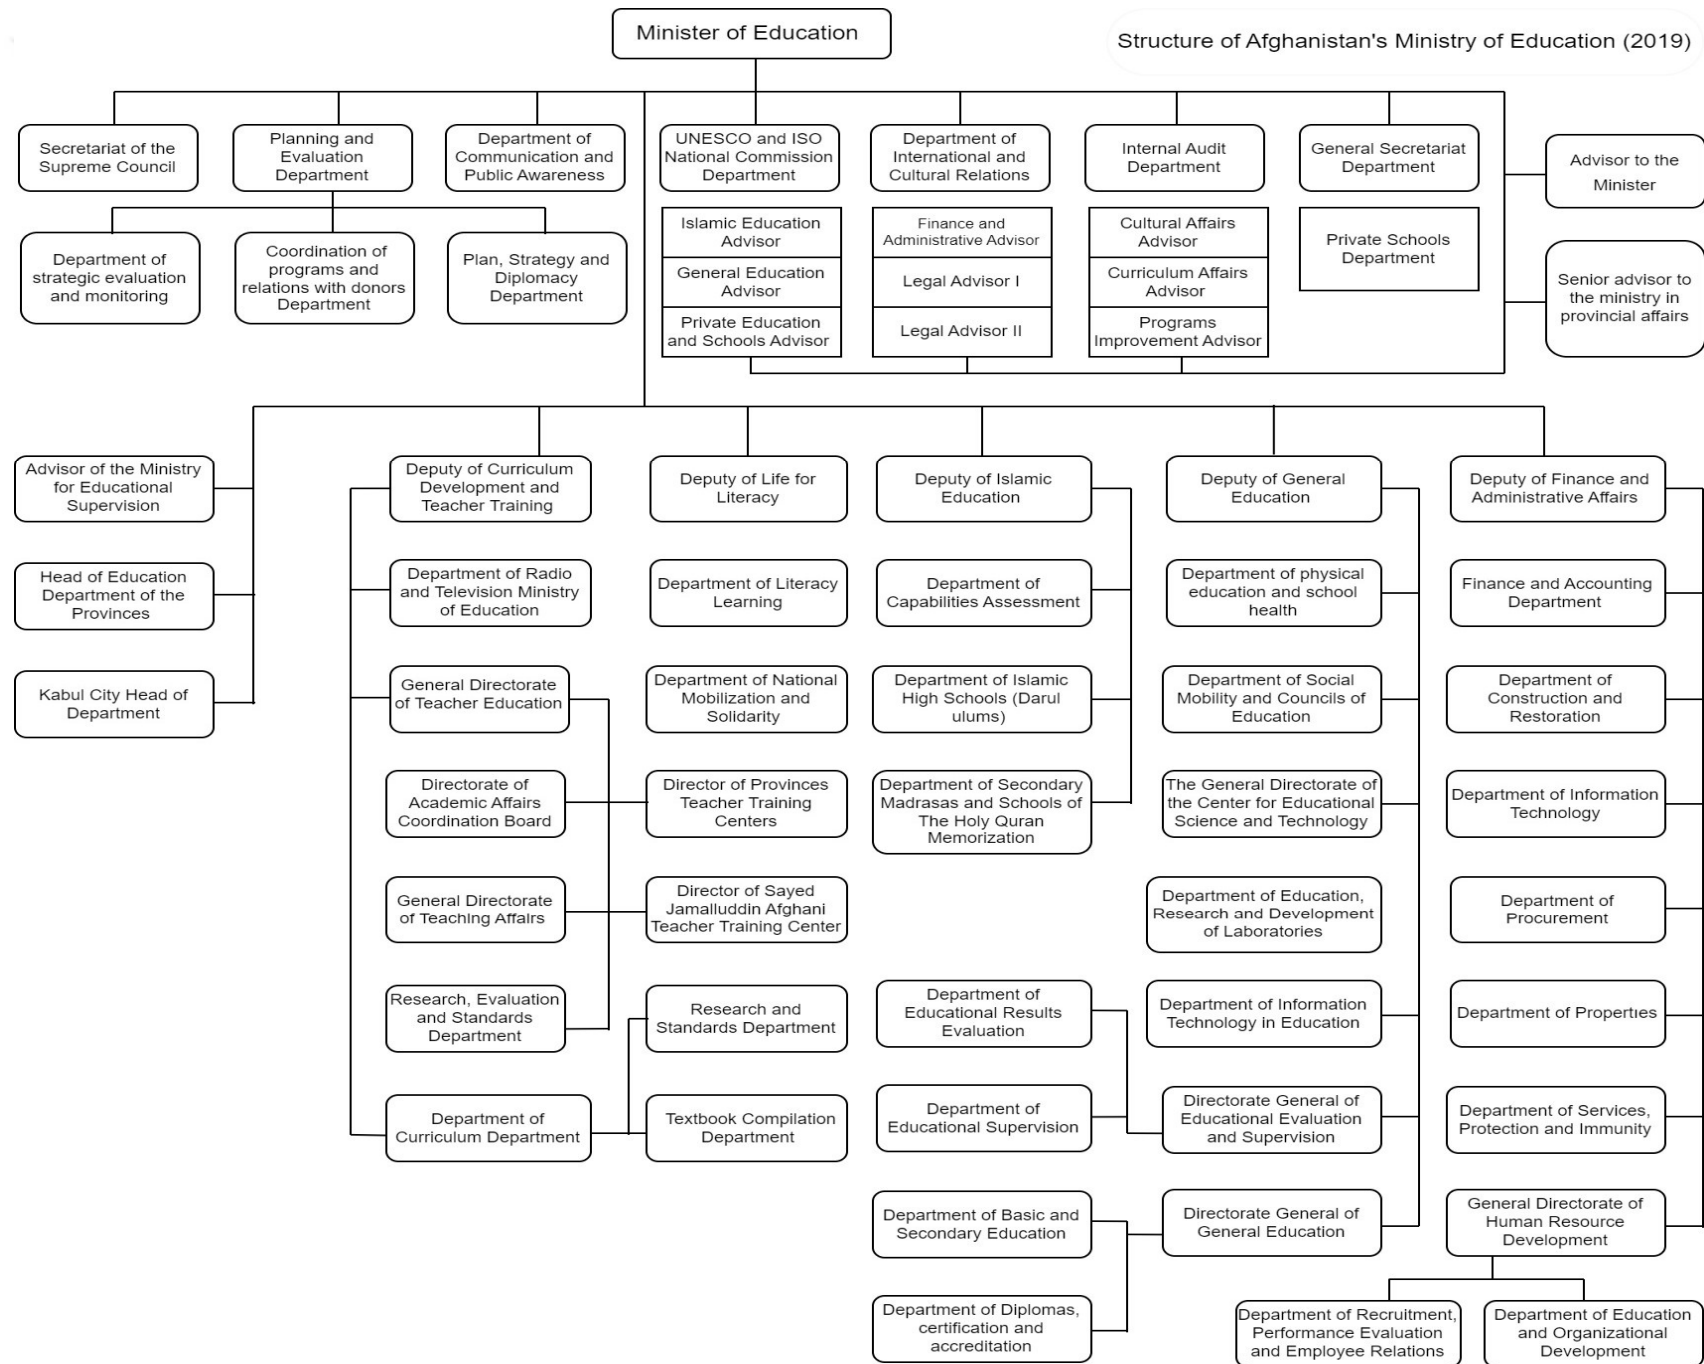 Minister of Education
Structure of Afghanistan's Ministry of Education (2019)
Secretariat of the
Supreme Council
Planning and
Evaluation
Department
Department of
Communication and
Public Awareness
UNESCO and ISO
National Commission
Department
Department of
International and
Cultural Relations
Internal Audit
Department
General Secretariat
Department
Advisor to the
Minister
Department of
strategic evaluation
and monitoring
Coordination of
programs and
relations with donors
Department
Plan, Strategy and
Diplomacy
Department
Islamic Education
Advisor
General Education
Advisor
Private Education
and Schools Advisor
Finance and
Administrative Advisor
Legal Advisor I
Legal Advisor II
Cultural Affairs
Advisor
Curriculum Affairs
Advisor
Programs
Improvement Advisor
Private Schools
Department
Senior advisor to
the ministry in
provincial affairs
Advisor of the Ministry
for Educational
Supervision
Deputy of Curriculum
Development and
Teacher Training
Deputy of Life for
Literacy
Deputy of Islamic
Education
Deputy of General
Education
Deputy of Finance and
Administrative Affairs
Head of Education
Department of the
Provinces
Department of Radio
and Television Ministry
of Education
Department of Literacy
Learning
Department of
Capabilities Assessment
Department of physical
education and school
health
Finance and Accounting
Department
Kabul City Head of
Department
General Directorate
of Teacher Education
Department of National
Mobilization and
Solidarity
Department of Islamic
High Schools (Darul
ulums)
Department of Social
Mobility and Councils of
Education
Department of
Construction and
Restoration
Directorate of
Academic Affairs
Coordination Board
Director of Provinces
Teacher Training
Centers
Department of Secondary
Madrasas and Schools of
The Holy Quran
Memorization
The General Directorate of
the Center for Educational
Science and Technology
Department of Information
Technology
General Directorate
of Teaching Affairs
Director of Sayed
Jamalluddin Afghani
Teacher Training Center
Department of Education,
Research and Development
of Laboratories
Department of
Procurement
Research, Evaluation
and Standards
Department
Research and
Standards Department
Department of
Educational Results
Evaluation
Department of Information
Technology in Education
Department of Properties
Department of
Curriculum Department
Textbook Compilation
Department
Department of
Educational Supervision
Directorate General
of Educational Evaluation
and Supervision
Department of Services,
Protection and Immunity
Department of Basic and
Secondary Education
Directorate General of
General Education
General Directorate of
Human Resource
Development
Department of Diplomas,
certification and
accreditation
Department of Recruitment,
Performance Evaluation
and Employee Relations
Department of Education
and Organizational
Development